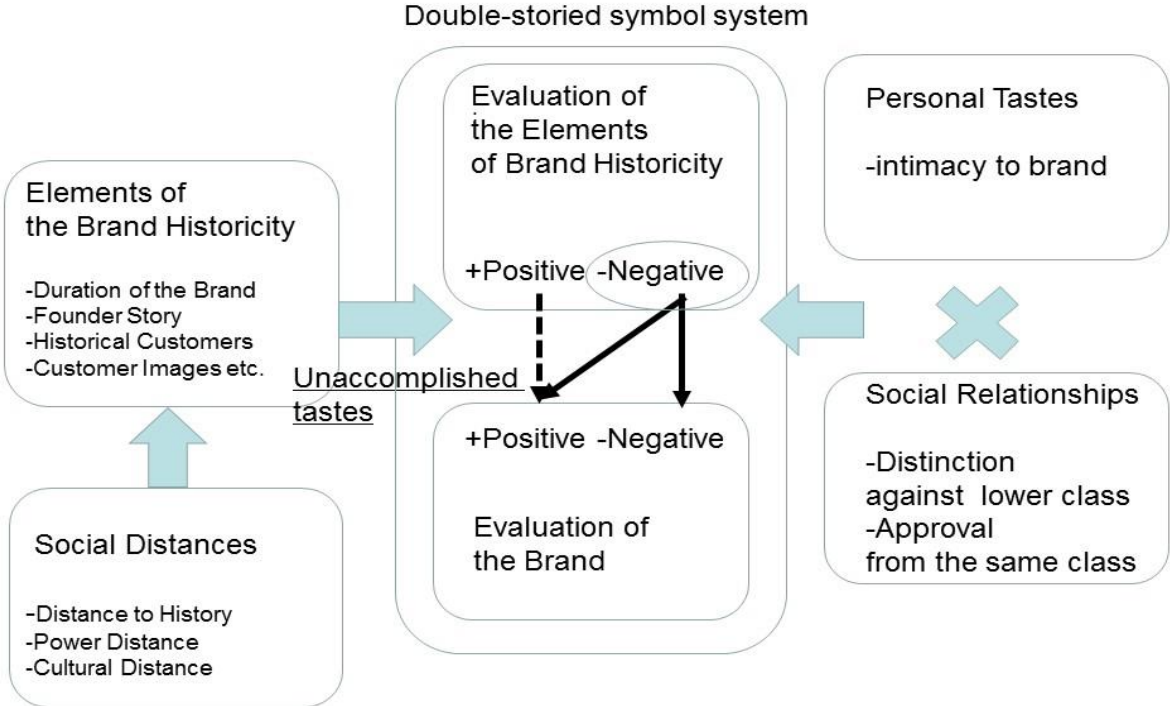 Double-storied symbol system
Elements of
the Brand Historicity
-Duration of the Brand
-Founder Story
-Historical Customers
-Customer Images etc.
Social Distances
-Distance to History
-Power Distance
-Cultural Distance
Evaluation of
the Elements
of Brand Historicity
+Positive -Negative
Unaccomplished
tastes
+Positive -Negative
Evaluation of
the Brand
Personal Tastes
-intimacy to brand
Social Relationships
-Distinction
against lower class
-Approval
from the same class